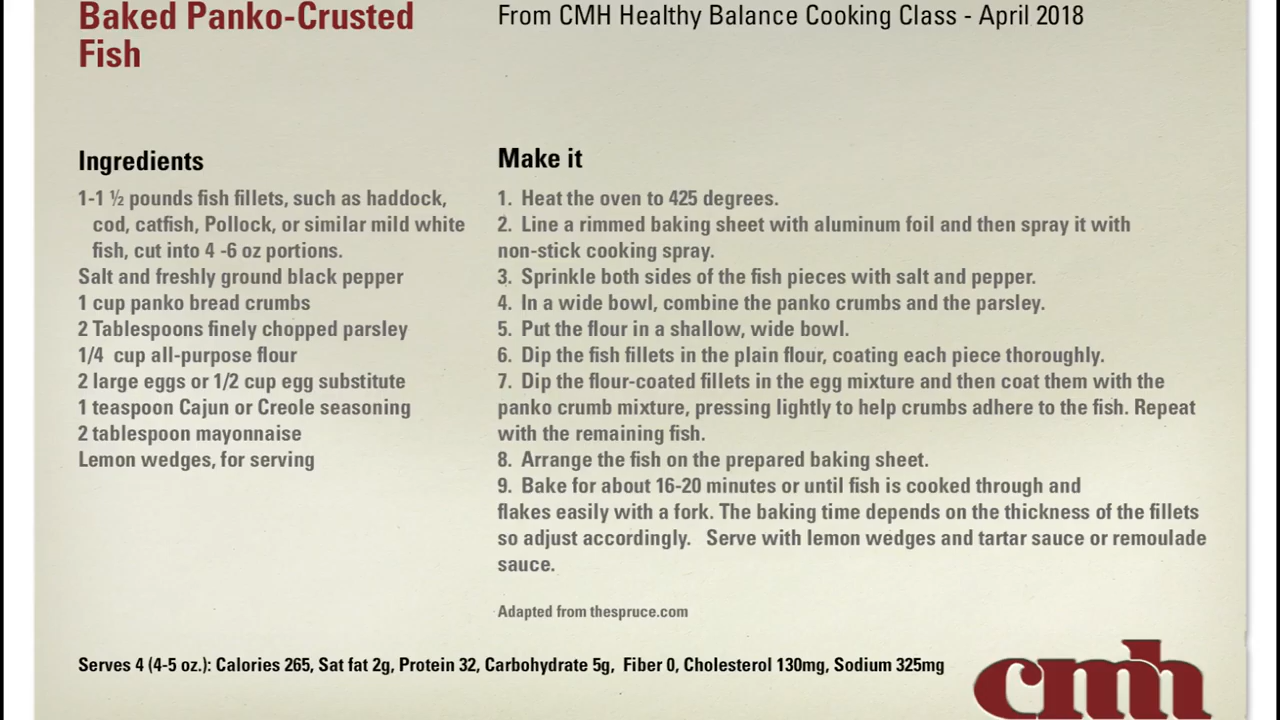 Baked Panko-Crusted
Fish
From CMH Healthy Balance Cooking Class - April 2018
Ingredients
1-1 ½ pounds fish fillets, such as haddock,
cod, catfish, Pollock, or similar mild white
fish, cut into 4 -6 oz portions.
Salt and freshly ground black pepper
1 cup panko bread crumbs
2 Tablespoons finely chopped parsley
1/4  cup all-purpose flour
2 large eggs or 1/2 cup egg substitute
1 teaspoon Cajun or Creole seasoning
2 tablespoon mayonnaise
Lemon wedges, for serving
Make it
1.  Heat the oven to 425 degrees.
2.  Line a rimmed baking sheet with aluminum foil and then spray it with
non-stick cooking spray.
3.  Sprinkle both sides of the fish pieces with salt and pepper.
4.  In a wide bowl, combine the panko crumbs and the parsley.
5.  Put the flour in a shallow, wide bowl.
6.  Dip the fish fillets in the plain flour, coating each piece thoroughly.
7.  Dip the flour-coated fillets in the egg mixture and then coat them with the
panko crumb mixture, pressing lightly to help crumbs adhere to the fish. Repeat
with the remaining fish.
8.  Arrange the fish on the prepared baking sheet.
9.  Bake for about 16-20 minutes or until fish is cooked through and
flakes easily with a fork. The baking time depends on the thickness of the fillets
so adjust accordingly.   Serve with lemon wedges and tartar sauce or remoulade
sauce.
Adapted from thespruce.com
Serves 4 (4-5 oz.): Calories 265, Sat fat 2g, Protein 32, Carbohydrate 5g,  Fiber 0, Cholesterol 130mg, Sodium 325mg
cmh